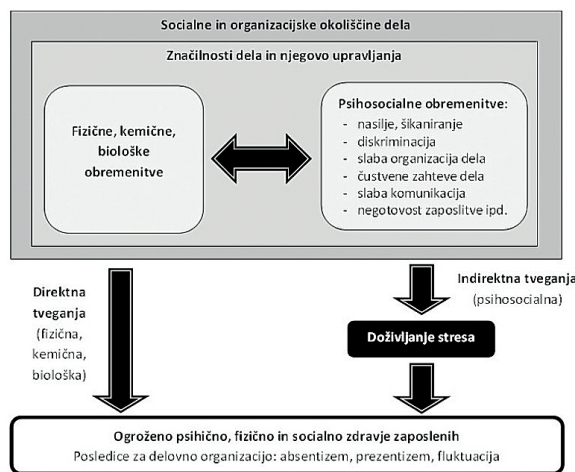 Socialne in organizacijske okoliščine dela
Značilnosti dela in njegovo upravljanja
Fizične, kemične,
biološke
obremenitve
Psihosocialne obremenitve:
- nasilje, šikaniranje
- diskriminacija
- slaba organizacija dela
- čustvene zahteve dela
- slaba komunikacija
- negotovost zaposlitve ipd.
Direktna
tveganja
(fizična,
kemična,
biološka)
Indirektna tveganja
(psihosocialna)
Doživljanje stresa
Ogroženo psihično, fizično in socialno zdravje zaposlenih
Posledice za delovno organizacijo: absentizem, prezentizem, fluktuacija